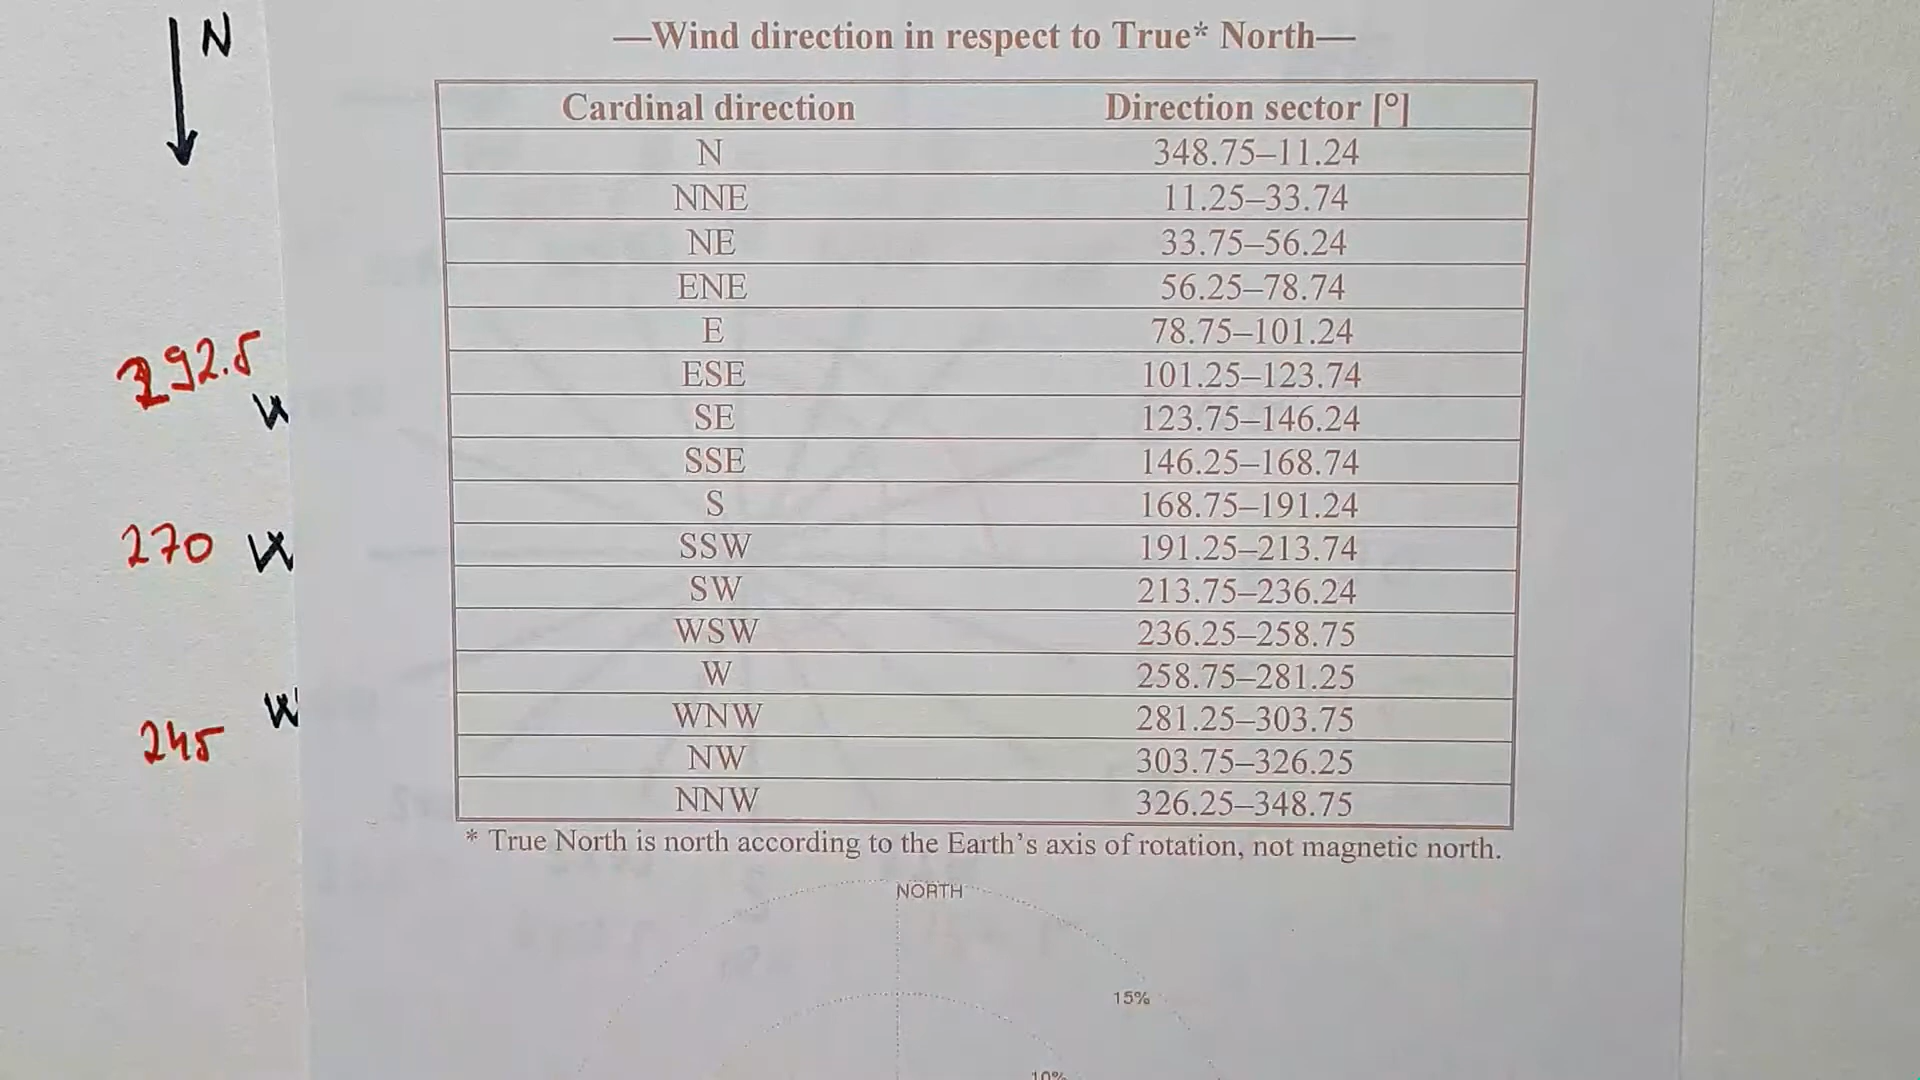 N
—Wind direction in respect to True* North—
Cardinal direction Direction sector [°]
N 348.75–11.24
NNE 11.25–33.74
NE 33.75–56.24
ENE 56.25–78.74
E 78.75–101.24
ESE 101.25–123.74
SE 123.75–146.24
SSE 146.25–168.74
S 168.75–191.24
SSW 191.25–213.74
SW 213.75–236.24
WSW 236.25–258.75
W 258.75–281.25
WNW 281.25–303.75
NW 303.75–326.25
NNW 326.25–348.75
* True North is north according to the Earth's axis of rotation, not magnetic north.
292.5
W
270 W
W
245
NORTH
15%
10%